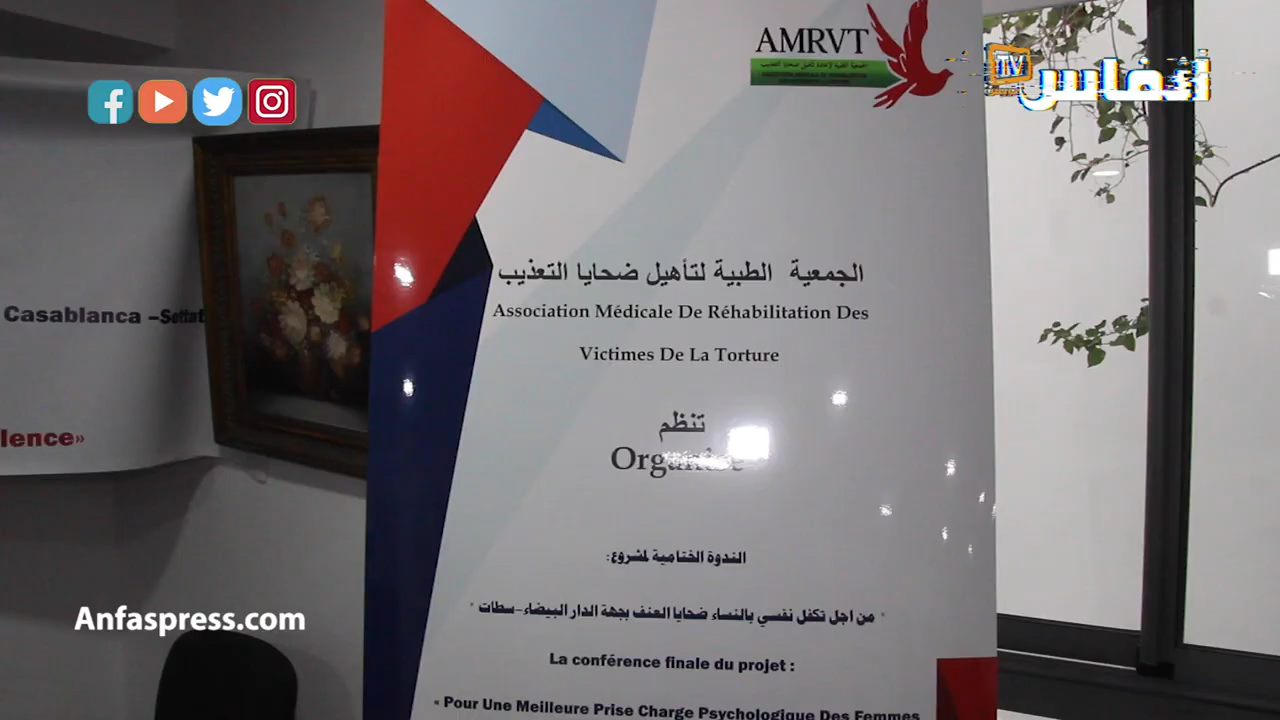 AMRVT
TV أنفاس
الجمعية الطبية لتأهيل ضحايا التعذيب
Association Médicale De Réhabilitation Des
Victimes De La Torture
تنظم
Casablanca –Settat
lence»
الندوة الختامية لمشروع:
" من اجل تكفل نفسي بالنساء ضحايا العنف بجهة الدار البيضاء-سطات "
La conférence finale du projet :
« Pour Une Meilleure Prise Charge Psychologique Des Femmes
Anfaspress.com